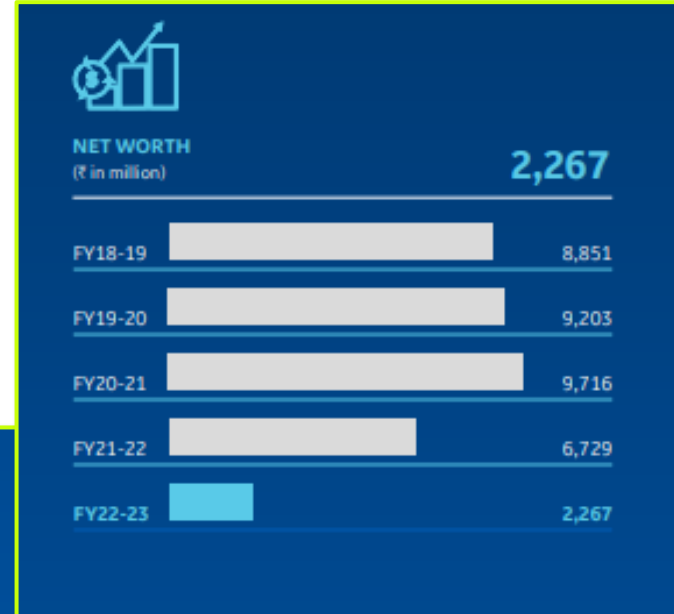 $
NET WORTH
(₹ in million)
2,267
FY18-19 8,851
FY19-20 9,203
FY20-21 9,716
FY21-22 6,729
FY22-23 2,267